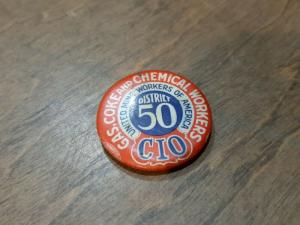 GAS COKE AND CHEMICAL WORKERS
UNITED MINE WORKERS OF AMERICA
DISTRICT
50
CIO